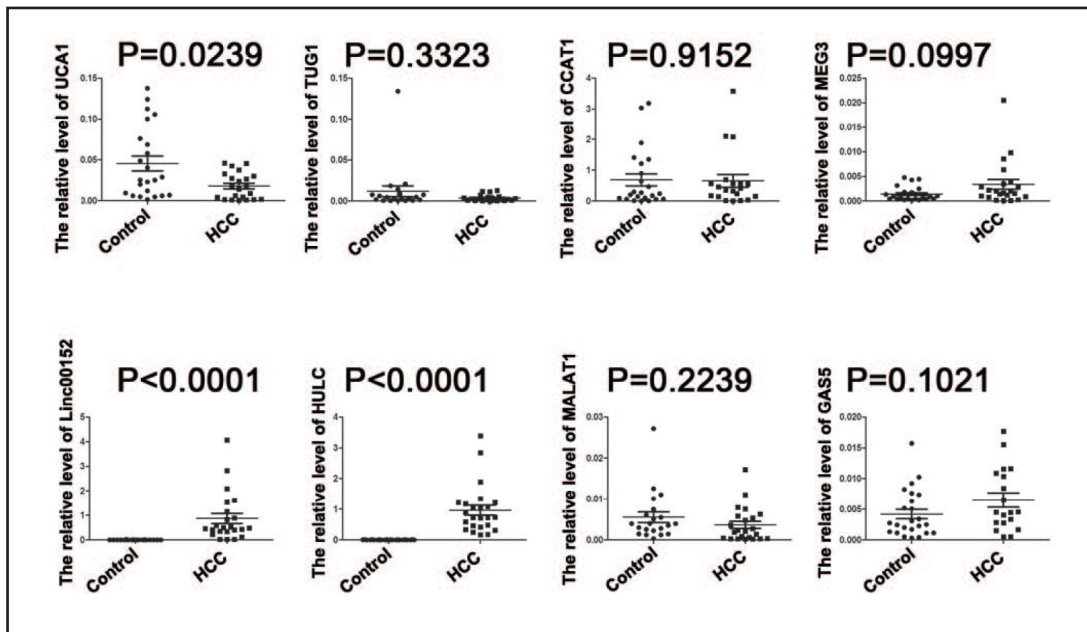 P=0.0239
The relative level of UCA1
0.15
0.10
0.05
0.00
Control
HCC
P=0.3323
The relative level of TUG1
0.15
0.10
0.05
0.00
Control
HCC
P=0.9152
The relative level of CCAT1
4
3
2
1
0
Control
HCC
P=0.0997
The relative level of MEG3
0.025
0.020
0.015
0.010
0.005
0.000
Control
HCC
P<0.0001
The relative level of Linc00152
5
4
3
2
1
0
Control
HCC
P<0.0001
The relative level of HULC
4
3
2
1
0
Control
HCC
P=0.2239
The relative level of MALAT1
0.03
0.02
0.01
0.00
Control
HCC
P=0.1021
The relative level of GAS5
0.020
0.015
0.010
0.005
0.000
Control
HCC